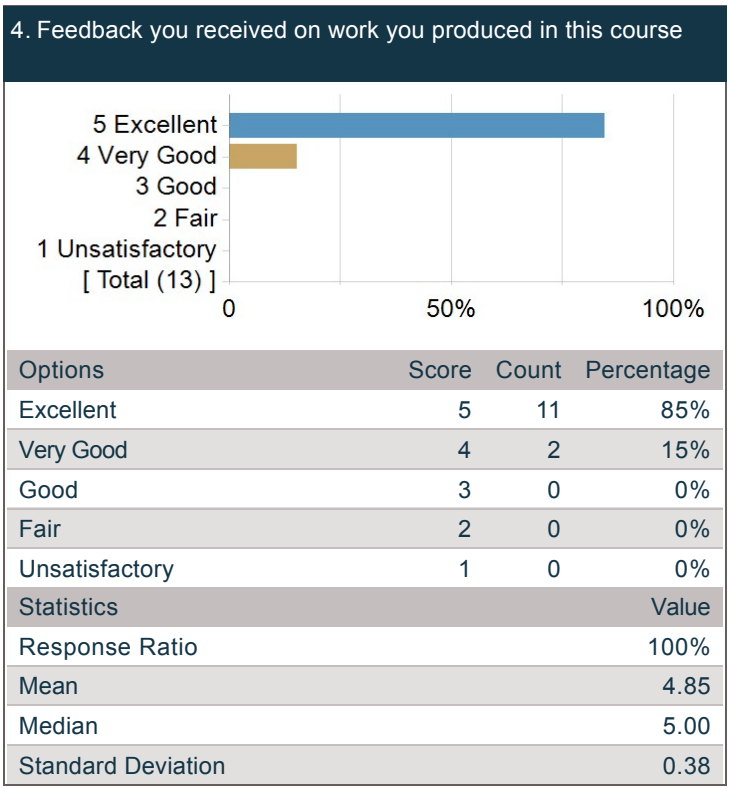 4. Feedback you received on work you produced in this course
5 Excellent
4 Very Good
3 Good
2 Fair
1 Unsatisfactory
[ Total (13) ]
0 50% 100%
Options Score Count Percentage
Excellent 5 11 85%
Very Good 4 2 15%
Good 3 0 0%
Fair 2 0 0%
Unsatisfactory 1 0 0%
Statistics Value
Response Ratio 100%
Mean 4.85
Median 5.00
Standard Deviation 0.38